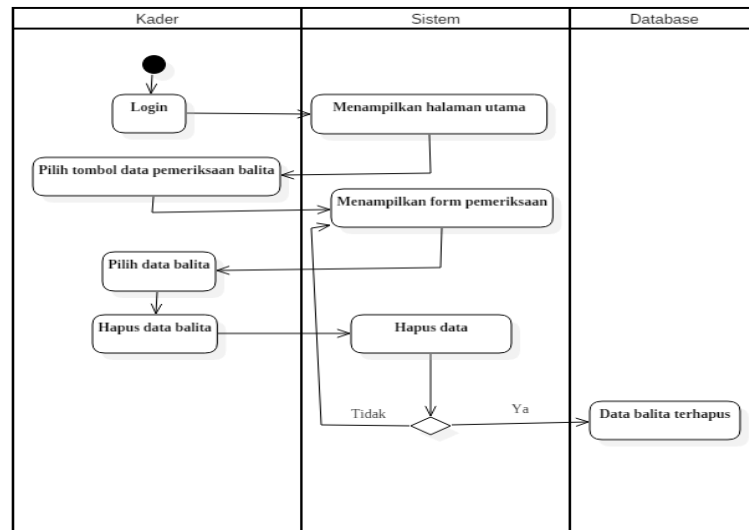 Kader
Sistem
Database
Login
Menampilkan halaman utama
Pilih tombol data pemeriksaan balita
Menampilkan form pemeriksaan
Pilih data balita
Hapus data balita
Hapus data
Tidak
Ya
Data balita terhapus